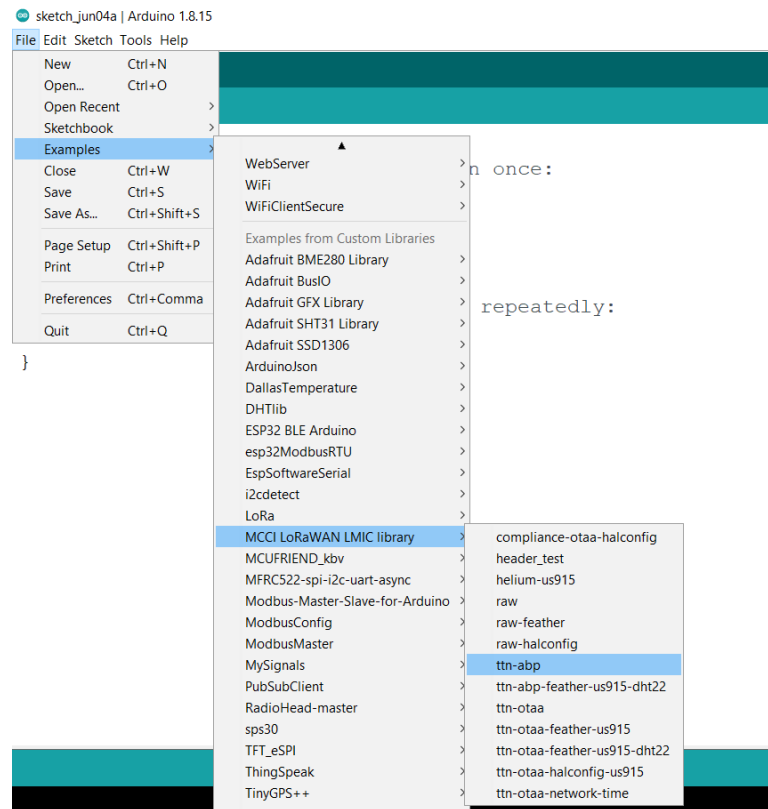 sketch_jun04a | Arduino 1.8.15
File Edit Sketch Tools Help
New Ctrl+N
Open... Ctrl+O
Open Recent
Sketchbook
Examples
Close Ctrl+W
Save Ctrl+S
Save As... Ctrl+Shift+S
Page Setup Ctrl+Shift+P
Print Ctrl+P
Preferences Ctrl+Comma
Quit Ctrl+Q
}
WebServer
WiFi
WiFiClientSecure
Examples from Custom Libraries
Adafruit BME280 Library
Adafruit BusIO
Adafruit GFX Library
Adafruit SHT31 Library
Adafruit SSD1306
ArduinoJson
DallasTemperature
DHTlib
ESP32 BLE Arduino
esp32ModbusRTU
EspSoftwareSerial
i2cdetect
LoRa
MCCI LoRaWAN LMIC library
MCUFRIEND_kbv
MFRC522-spi-i2c-uart-async
Modbus-Master-Slave-for-Arduino
ModbusConfig
ModbusMaster
MySignals
PubSubClient
RadioHead-master
sps30
TFT_eSPI
ThingSpeak
TinyGPS++
n once:
repeatedly:
compliance-otaa-halconfig
header_test
helium-us915
raw
raw-feather
raw-halconfig
ttn-abp
ttn-abp-feather-us915-dht22
ttn-otaa
ttn-otaa-feather-us915
ttn-otaa-feather-us915-dht22
ttn-otaa-halconfig-us915
ttn-otaa-network-time